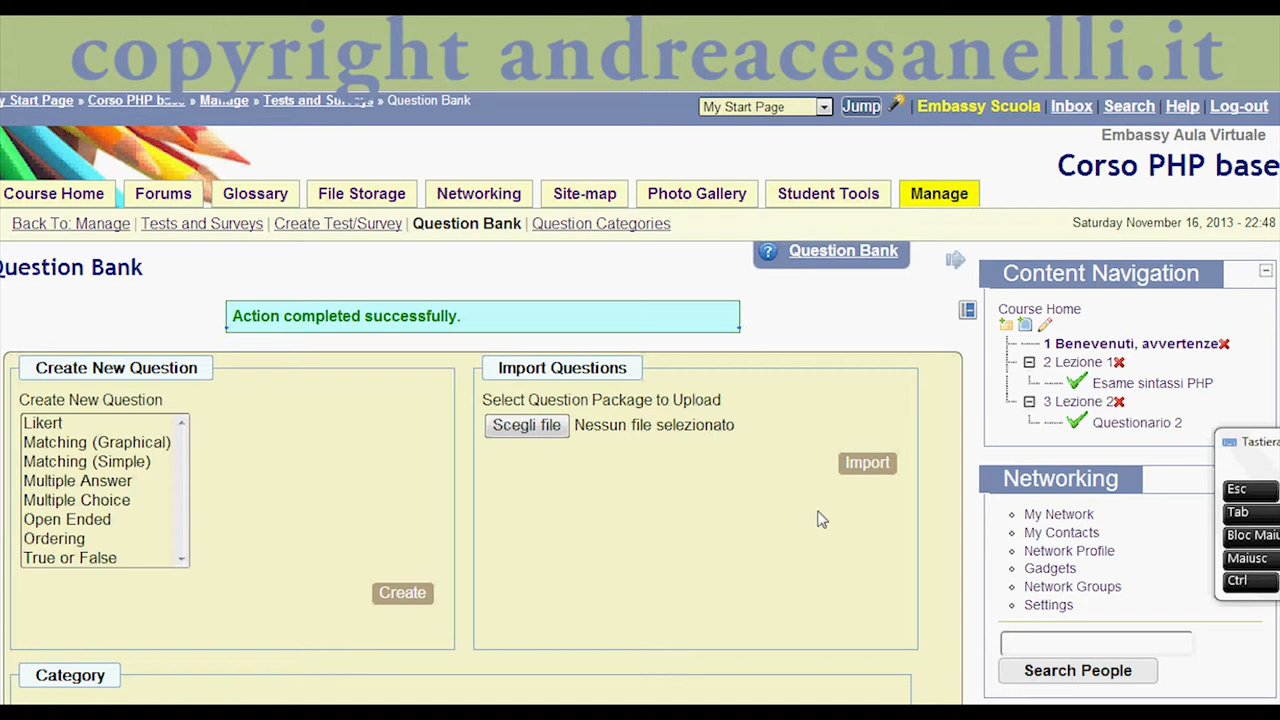 copyright andreacesanelli.it
y Start Page » Corso PHP base » Manage » Tests and Surveys » Question Bank
My Start Page Jump | Embassy Scuola | Inbox | Search | Help | Log-out
Embassy Aula Virtuale
Corso PHP base
Course Home Forums Glossary File Storage Networking Site-map Photo Gallery Student Tools Manage
Back To: Manage | Tests and Surveys | Create Test/Survey | Question Bank | Question Categories
Saturday November 16, 2013 - 22:48
Question Bank
? Question Bank
Action completed successfully.
Create New Question
Create New Question
Likert
Matching (Graphical)
Matching (Simple)
Multiple Answer
Multiple Choice
Open Ended
Ordering
True or False
Create
Import Questions
Select Question Package to Upload
Scegli file Nessun file selezionato
Import
Category
Content Navigation
Course Home
1 Benevenuti, avvertenze
2 Lezione 1
Esame sintassi PHP
3 Lezione 2
Questionario 2
Networking
My Network
My Contacts
Network Profile
Gadgets
Network Groups
Settings
Search People
Tastiera
Esc
Tab
Bloc Maiu
Maiusc
Ctrl